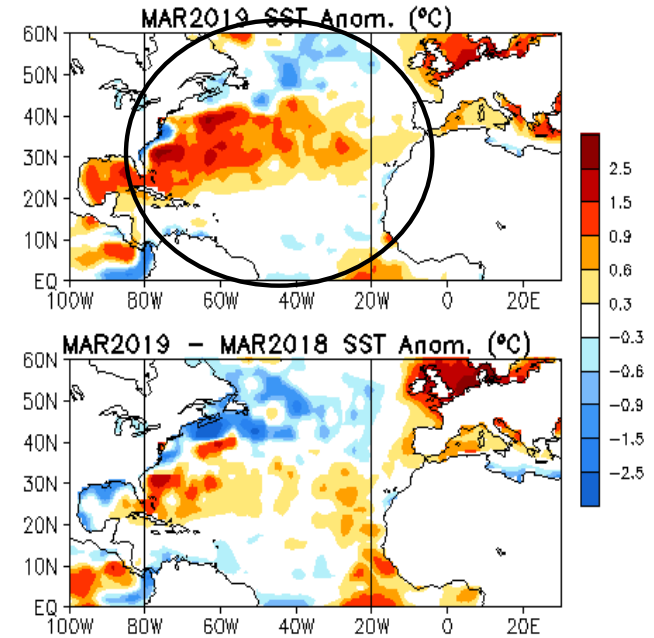 MAR2019 SST Anom. (ºC)
60N
50N
40N
30N
20N
10N
EQ
100W 80W 60W 40W 20W 0 20E
MAR2019 - MAR2018 SST Anom. (ºC)
60N
50N
40N
30N
20N
10N
EQ
100W 80W 60W 40W 20W 0 20E
2.5
1.5
0.9
0.6
0.3
-0.3
-0.6
-0.9
-1.5
-2.5